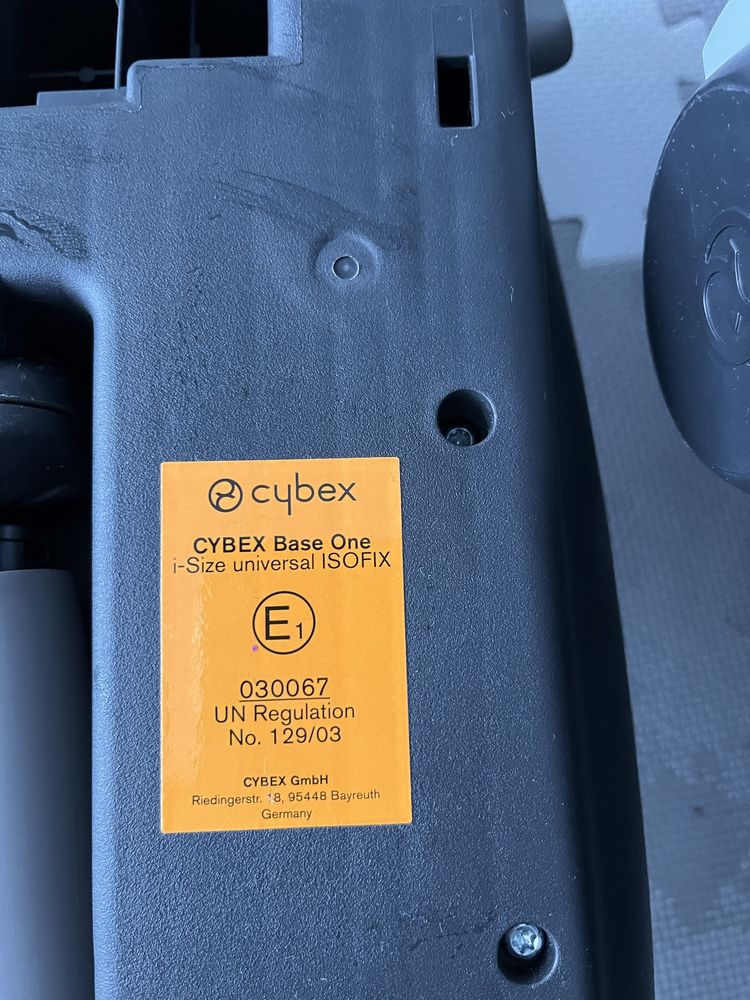 cybex
CYBEX Base One
i-Size universal ISOFIX
E1
030067
UN Regulation
No. 129/03
CYBEX GmbH
Riedingerstr. 18, 95448 Bayreuth
Germany